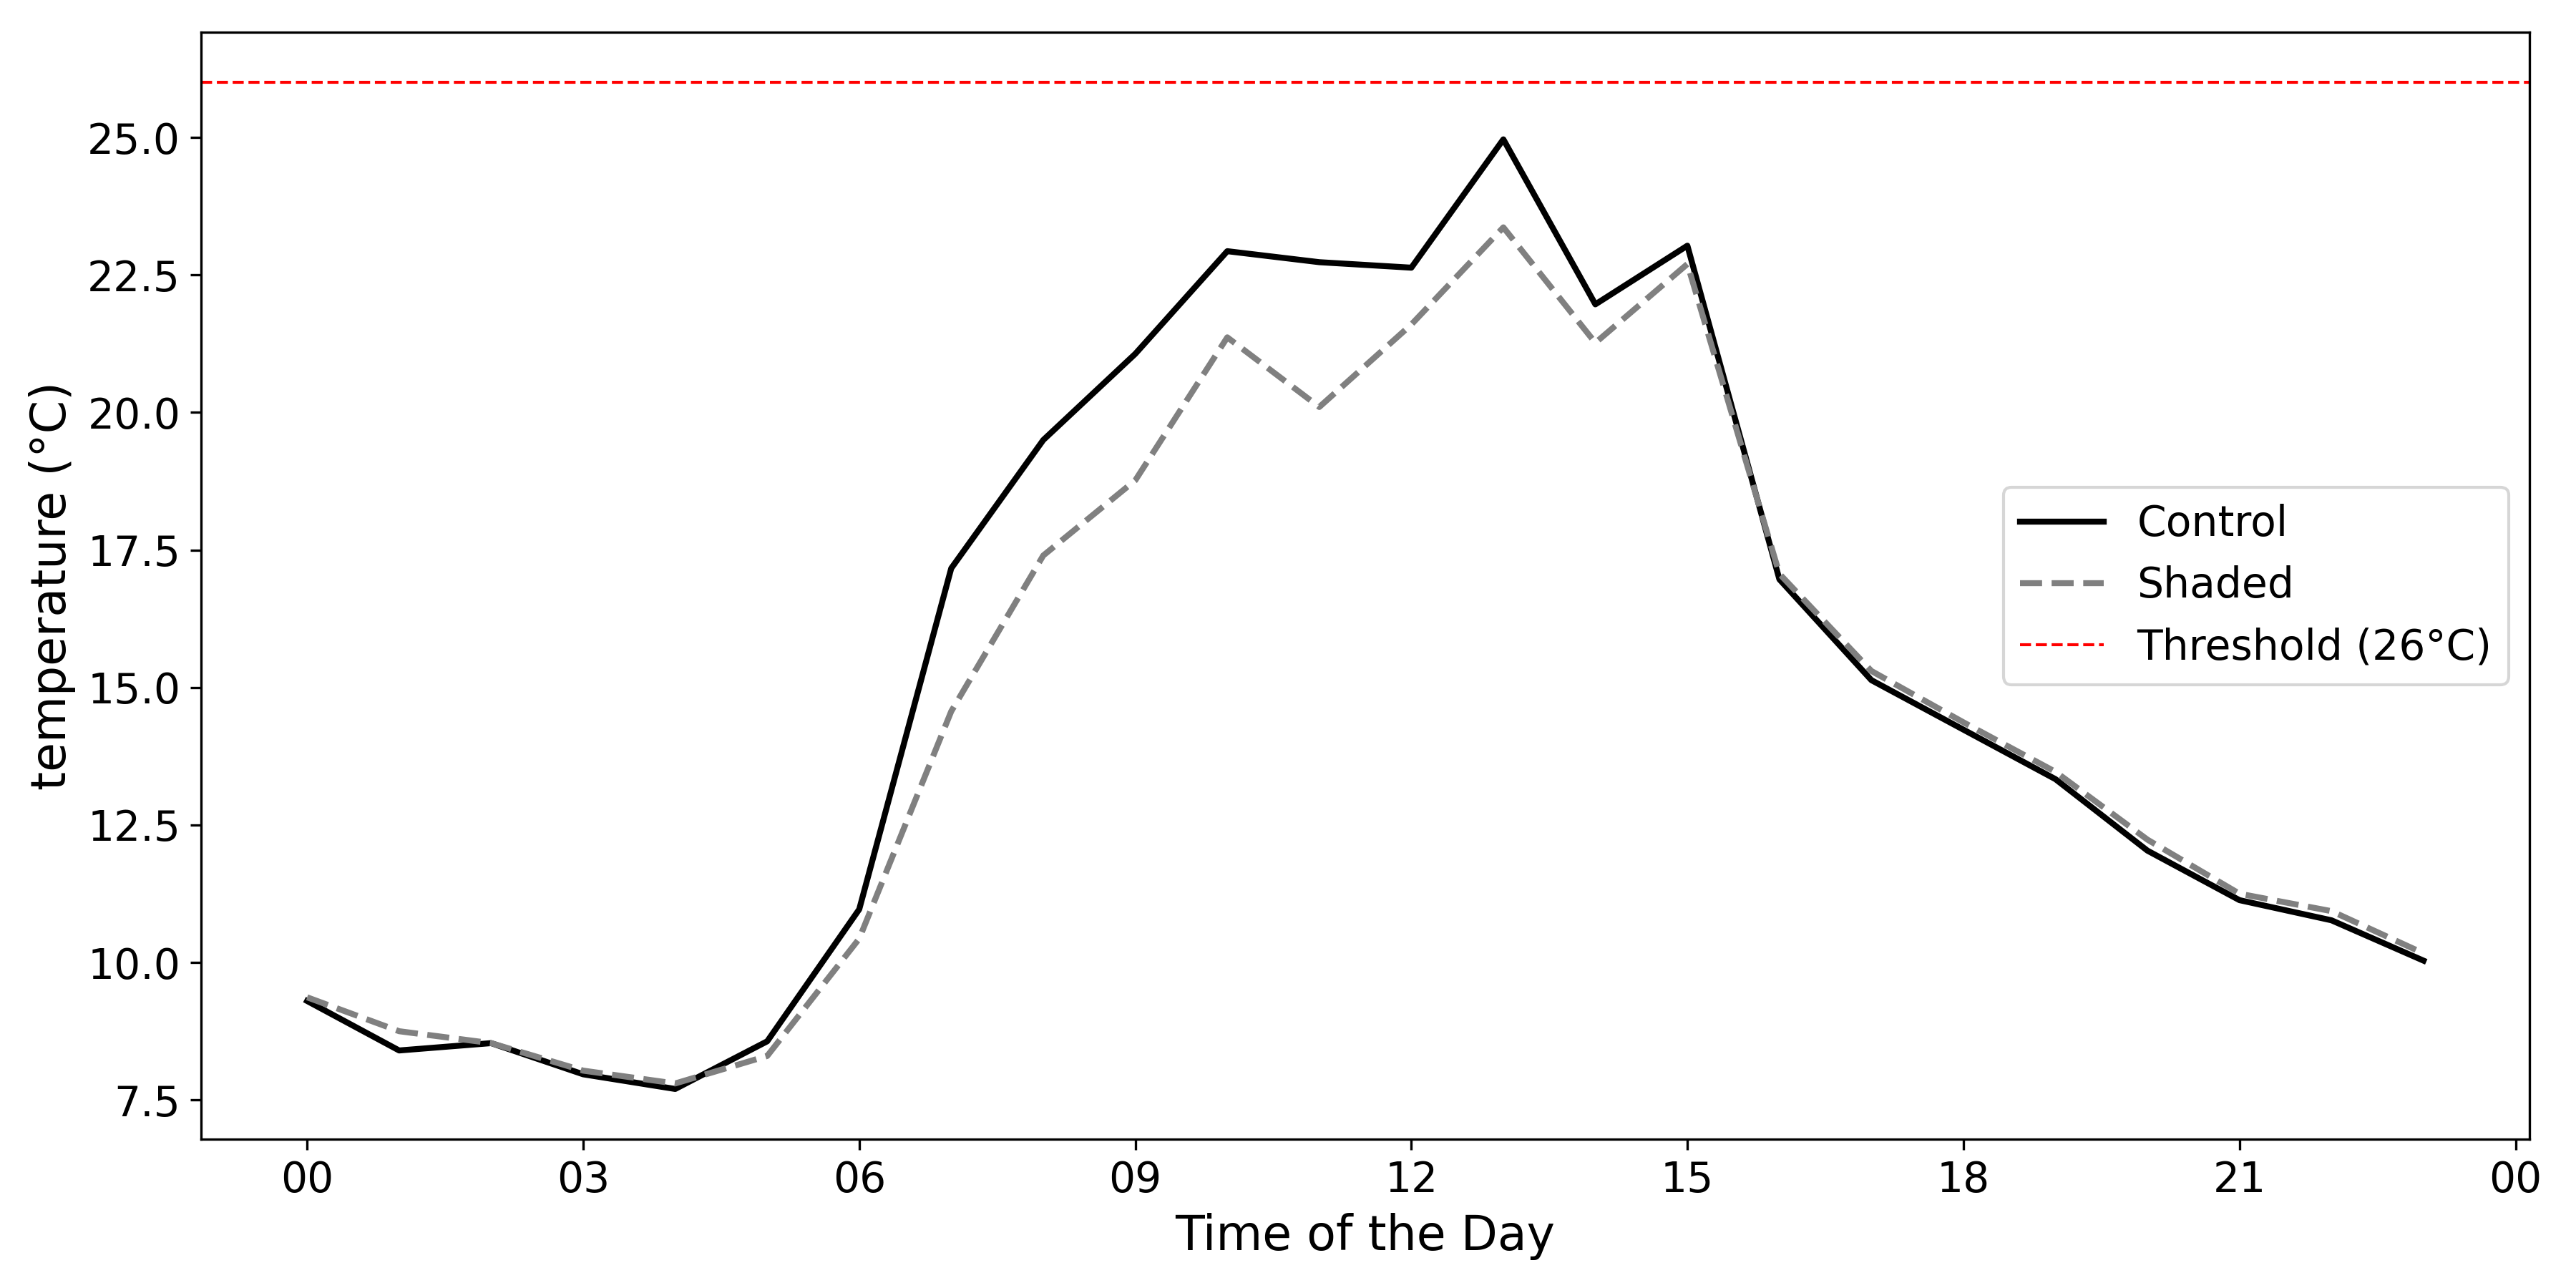 temperature (°C)
25.0
22.5
20.0
17.5
15.0
12.5
10.0
7.5
Control
Shaded
Threshold (26°C)
00 03 06 09 12 15 18 21 00
Time of the Day